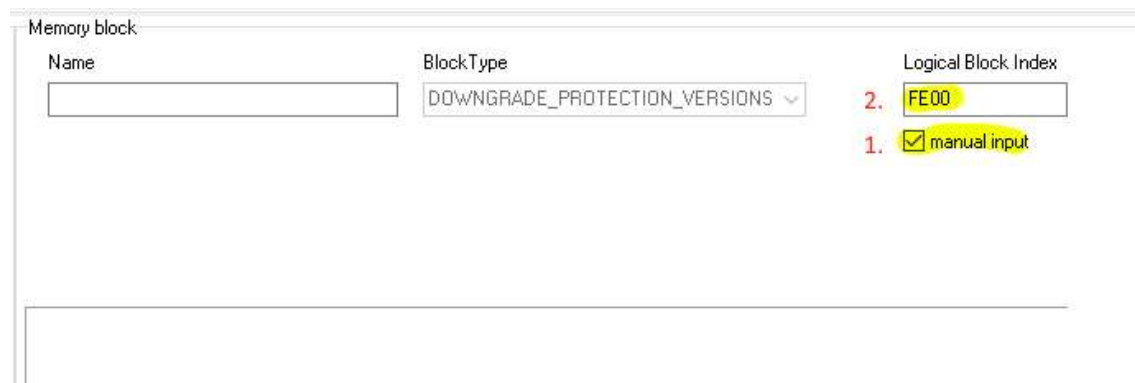 Memory block
Name BlockType Logical Block Index
DOWNGRADE_PROTECTION_VERSIONS 2. FE00
1. manual input